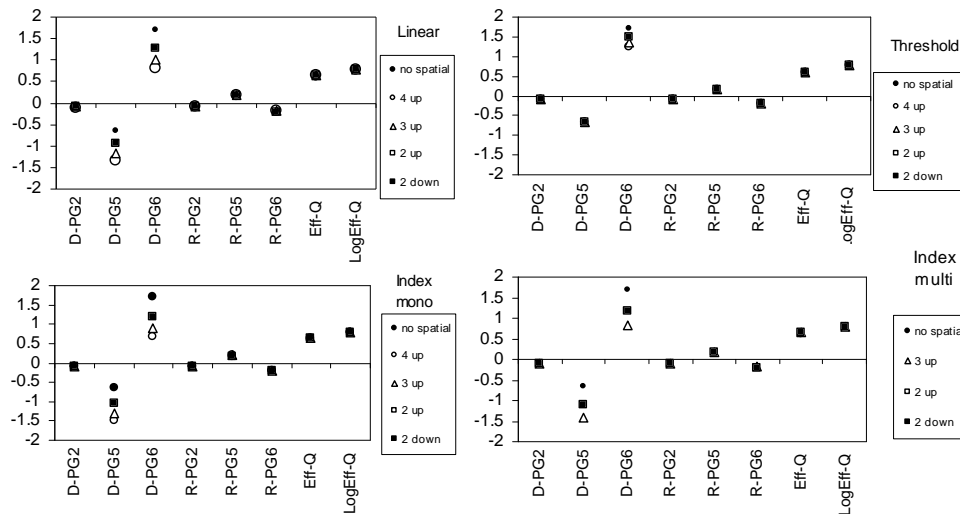 Linear
2
1.5
1
0.5
0
-0.5
-1
-1.5
-2
D-PG2
D-PG5
D-PG6
R-PG2
R-PG5
R-PG6
Eff-Q
LogEff-Q
no spatial
4 up
3 up
2 up
2 down
Threshold
2
1.5
1
0.5
0
-0.5
-1
-1.5
-2
D-PG2
D-PG5
D-PG6
R-PG2
R-PG5
R-PG6
Eff-Q
.ogEff-Q
no spatial
4 up
3 up
2 up
2 down
Index
mono
2
1.5
1
0.5
0
-0.5
-1
-1.5
-2
D-PG2
D-PG5
D-PG6
R-PG2
R-PG5
R-PG6
Eff-Q
LogEff-Q
no spatial
4 up
3 up
2 up
2 down
Index
multi
2
1.5
1
0.5
0
-0.5
-1
-1.5
-2
D-PG2
D-PG5
D-PG6
R-PG2
R-PG5
R-PG6
Eff-Q
LogEff-Q
no spatial
3 up
2 up
2 down